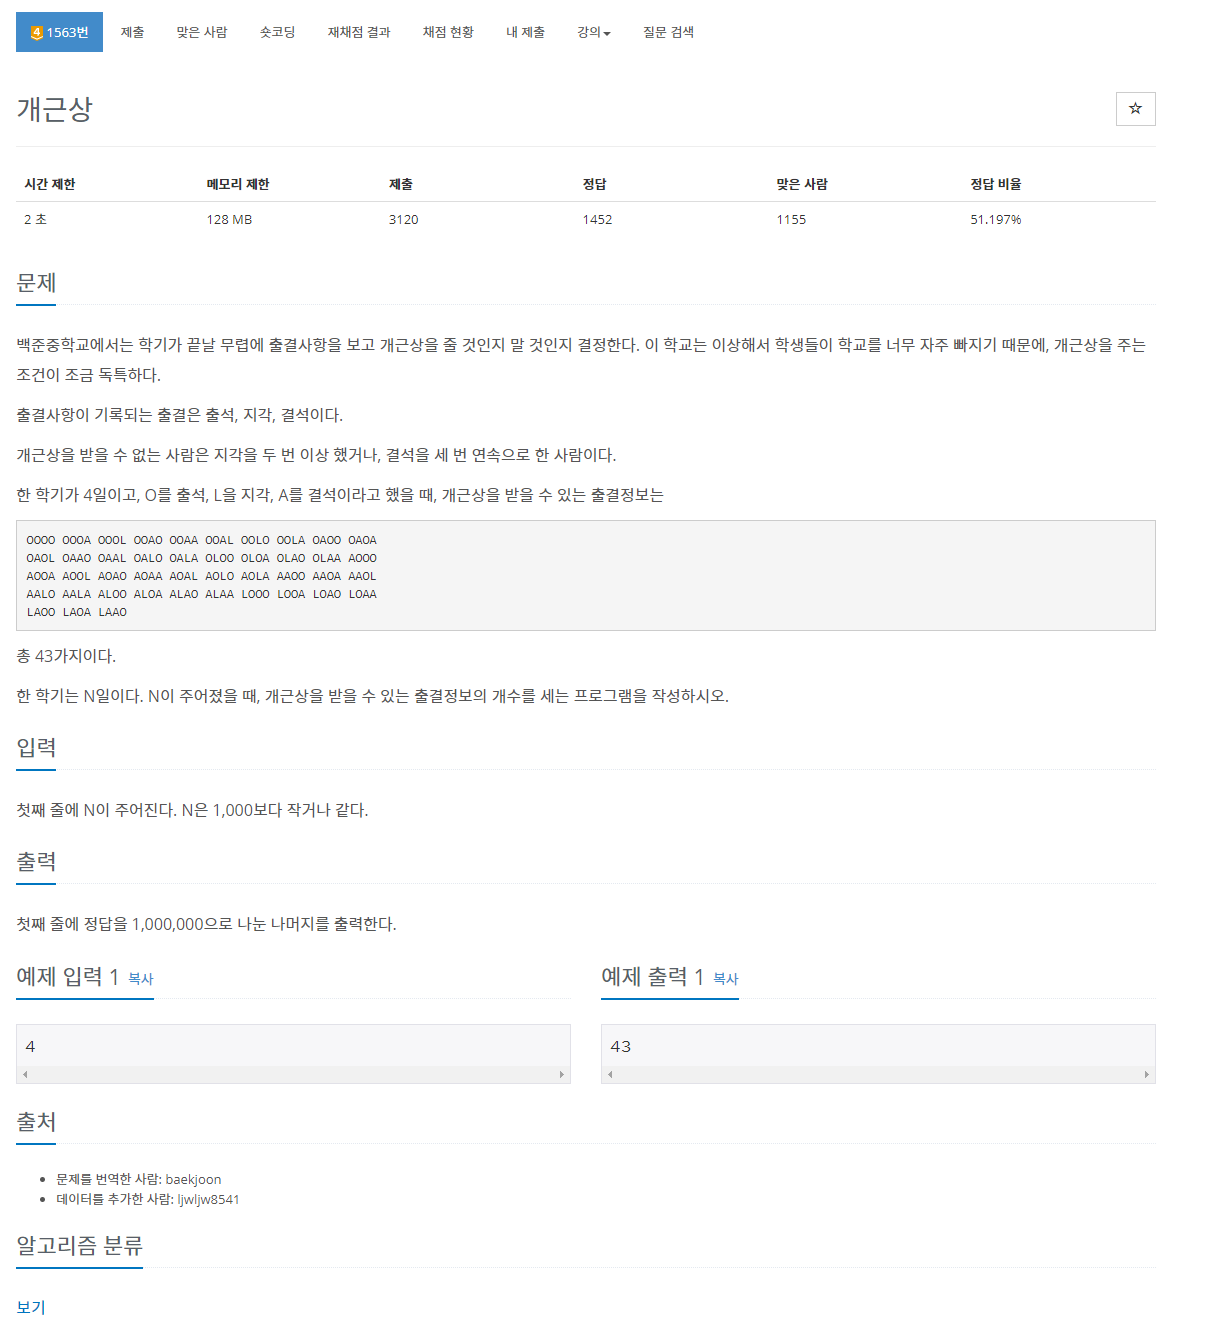 4 1563번 제출 맞은 사람 숏코딩 재채점 결과 채점 현황 내 제출 강의 질문 검색
개근상
시간 제한 메모리 제한 제출 정답 맞은 사람 정답 비율
2 초 128 MB 3120 1452 1155 51.197%
문제
백준중학교에서는 학기가 끝날 무렵에 출결사항을 보고 개근상을 줄 것인지 말 것인지 결정한다. 이 학교는 이상해서 학생들이 학교를 너무 자주 빠지기 때문에, 개근상을 주는
조건이 조금 독특하다.
출결사항이 기록되는 출결은 출석, 지각, 결석이다.
개근상을 받을 수 없는 사람은 지각을 두 번 이상 했거나, 결석을 세 번 연속으로 한 사람이다.
한 학기가 4일이고, O를 출석, L을 지각, A를 결석이라고 했을 때, 개근상을 받을 수 있는 출결정보는
OOOO OOOA OOOL OOAO OOAA OOAL OOLO OOLA OAOO OAOA
OAOL OAAO OAAL OALO OALA OLOO OLOA OLAO OLAA AOOO
AOOA AOOL AOAO AOAA AOAL AOLO AOLA AAOO AAOA AAOL
AALO AALA ALOO ALOA ALAO ALAA LOOO LOOA LOAO LOAA
LAOO LAOA LAAO
총 43가지이다.
한 학기는 N일이다. N이 주어졌을 때, 개근상을 받을 수 있는 출결정보의 개수를 세는 프로그램을 작성하시오.
입력
첫째 줄에 N이 주어진다. N은 1,000보다 작거나 같다.
출력
첫째 줄에 정답을 1,000,000으로 나눈 나머지를 출력한다.
예제 입력 1 복사 예제 출력 1 복사
4 43
출처
문제를 번역한 사람: baekjoon
데이터를 추가한 사람: ljwljw8541
알고리즘 분류
보기